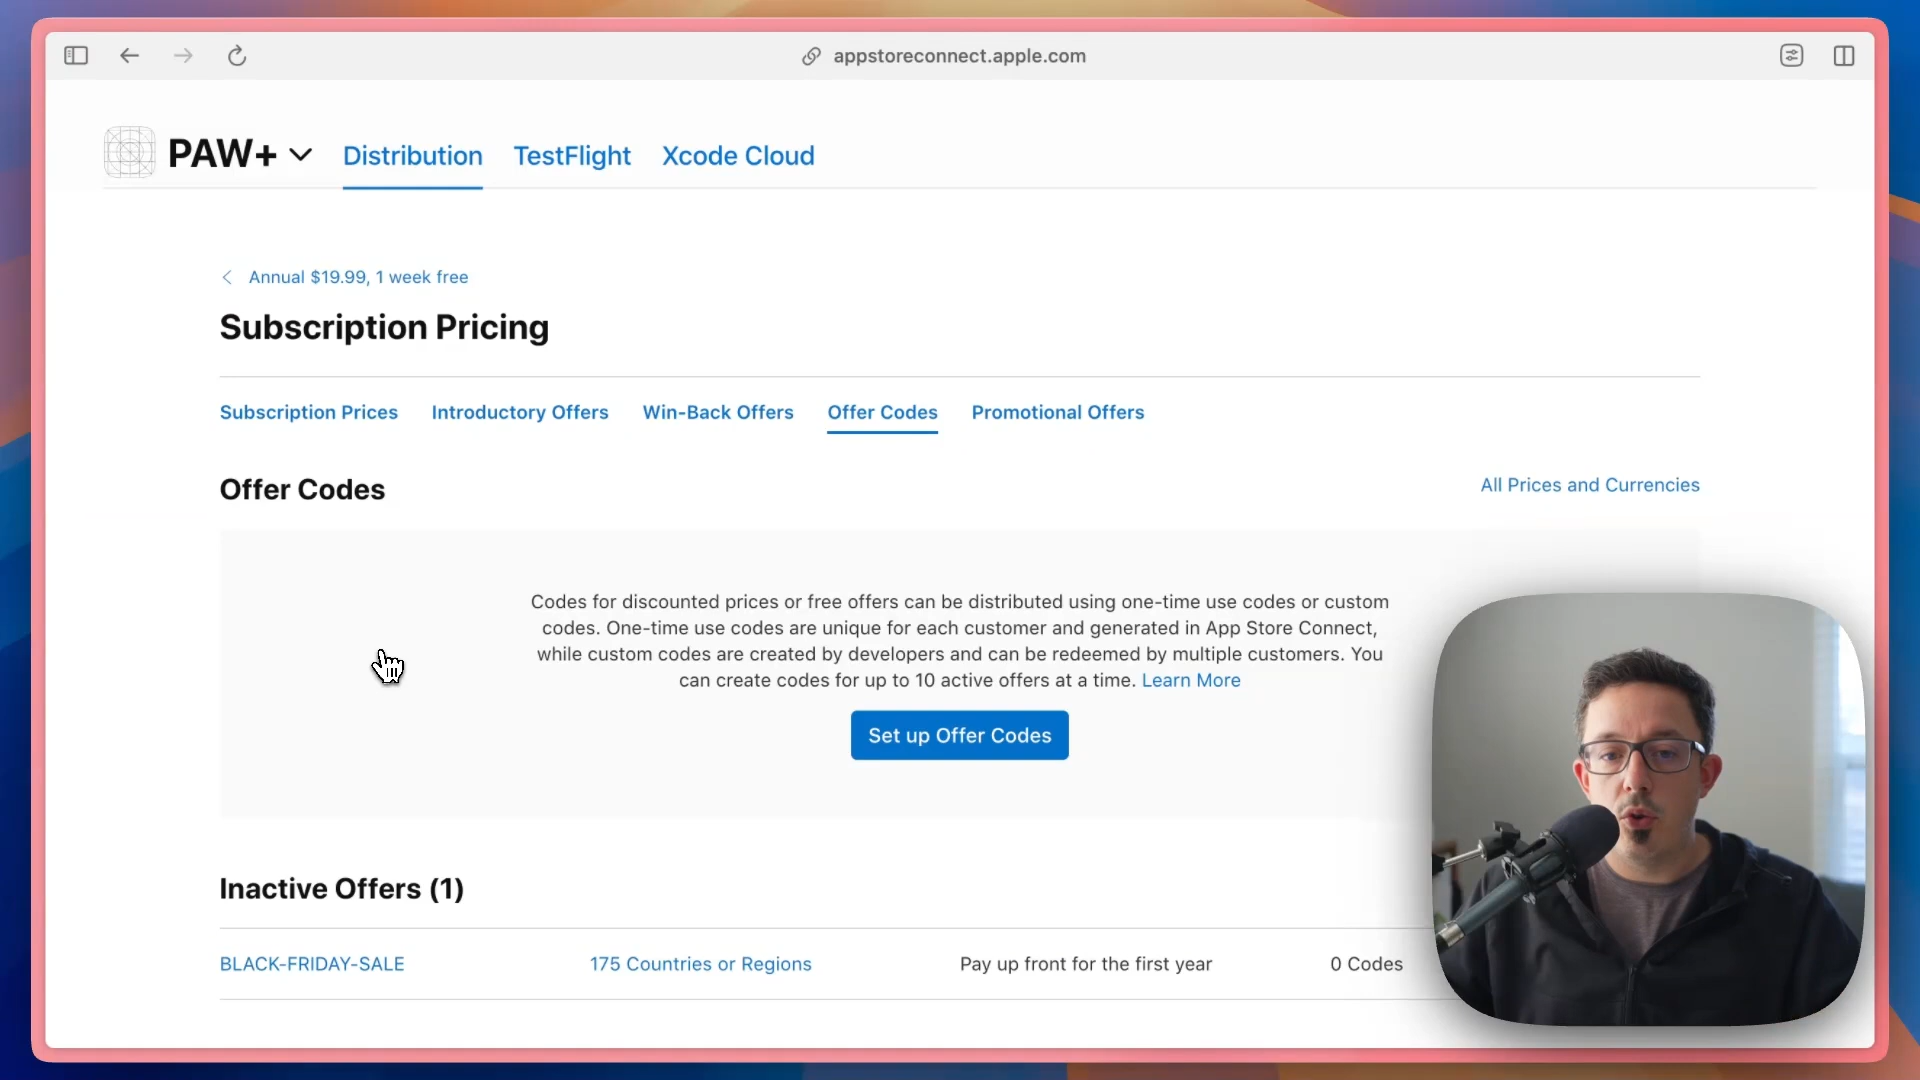 appstoreconnect.apple.com
PAW+ Distribution TestFlight Xcode Cloud
Annual $19.99, 1 week free
Subscription Pricing
Subscription Prices Introductory Offers Win-Back Offers Offer Codes Promotional Offers
Offer Codes All Prices and Currencies
Codes for discounted prices or free offers can be distributed using one-time use codes or custom
codes. One-time use codes are unique for each customer and generated in App Store Connect,
while custom codes are created by developers and can be redeemed by multiple customers. You
can create codes for up to 10 active offers at a time. Learn More
Set up Offer Codes
Inactive Offers (1)
BLACK-FRIDAY-SALE 175 Countries or Regions Pay up front for the first year 0 Codes